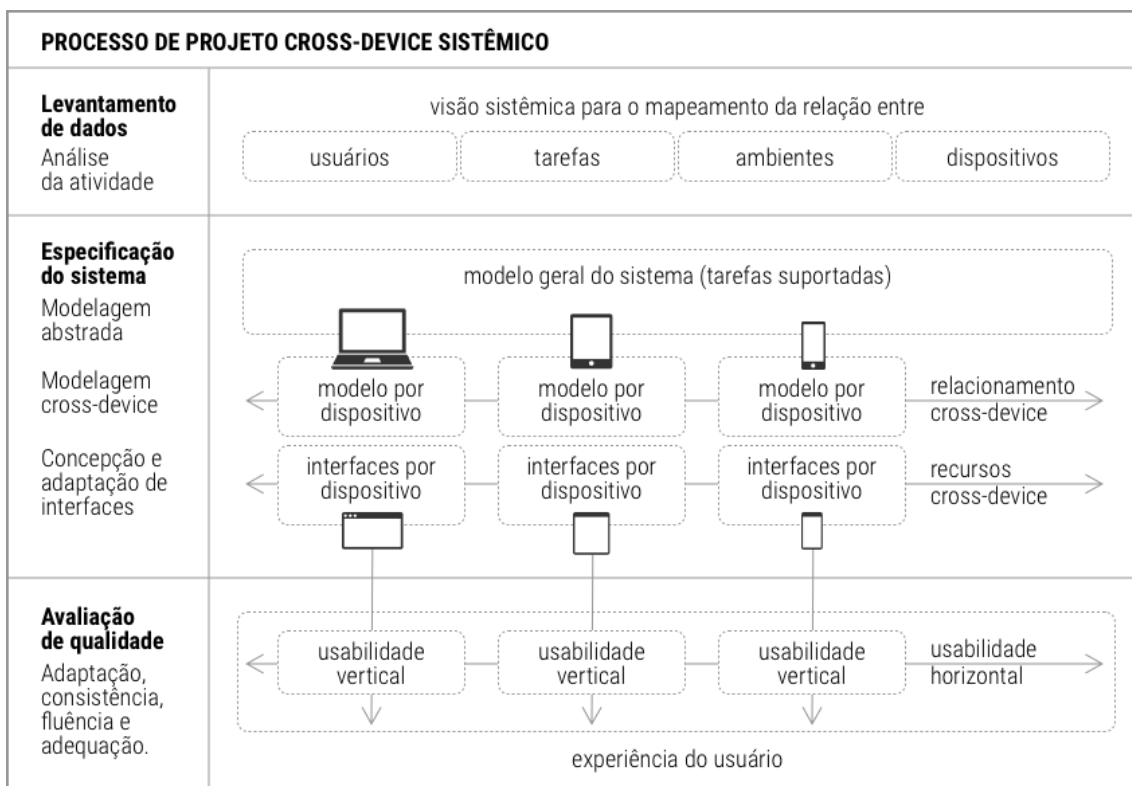 PROCESSO DE PROJETO CROSS-DEVICE SISTÊMICO
Levantamento
de dados
Análise
da atividade
visão sistêmica para o mapeamento da relação entre
usuários
tarefas
ambientes
dispositivos
Especificação
do sistema
Modelagem
abstrada
modelo geral do sistema (tarefas suportadas)
Modelagem
cross-device
modelo por
dispositivo
modelo por
dispositivo
modelo por
dispositivo
relacionamento
cross-device
Concepção e
adaptação de
interfaces
interfaces por
dispositivo
interfaces por
dispositivo
interfaces por
dispositivo
recursos
cross-device
Avaliação
de qualidade
Adaptação,
consistência,
fluência e
adequação.
usabilidade
vertical
usabilidade
vertical
usabilidade
vertical
usabilidade
horizontal
experiência do usuário